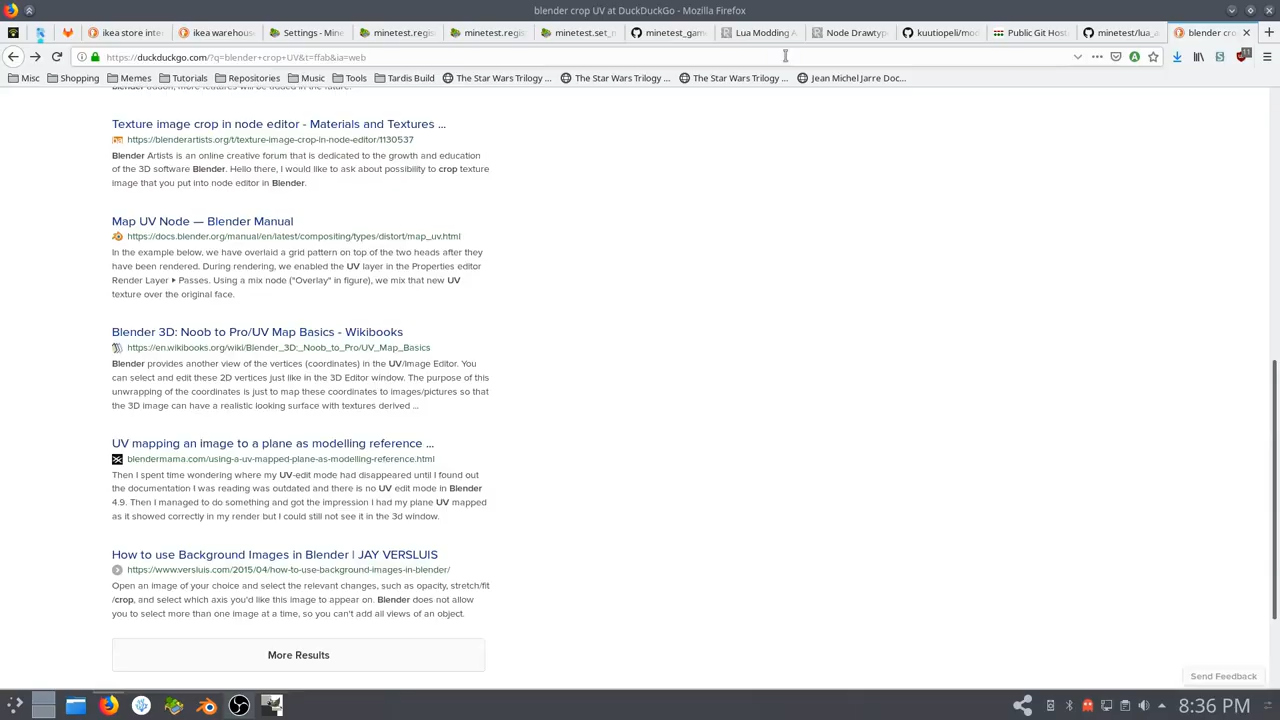 blender crop UV at DuckDuckGo - Mozilla Firefox
ikea store inter
ikea warehouse
Settings - Mine
minetest.regis
minetest.regis
minetest.set_n
minetest_game
Lua Modding A
Node Drawtype
kuutiopeli/mod
Public Git Host
minetest/lua_a
blender cro
https://duckduckgo.com/?q=blender+crop+UV&t=ffab&ia=web
11
Misc
Shopping
Memes
Tutorials
Repositories
Music
Tools
Tardis Build
The Star Wars Trilogy ...
The Star Wars Trilogy ...
The Star Wars Trilogy ...
Jean Michel Jarre Doc...
more features will be added in the future.
Texture image crop in node editor - Materials and Textures ...
https://blenderartists.org/t/texture-image-crop-in-node-editor/1130537
Blender Artists is an online creative forum that is dedicated to the growth and education
of the 3D software Blender. Hello there, I would like to ask about possibility to crop texture
image that you put into node editor in Blender.
Map UV Node — Blender Manual
https://docs.blender.org/manual/en/latest/compositing/types/distort/map_uv.html
In the example below, we have overlaid a grid pattern on top of the two heads after they
have been rendered. During rendering, we enabled the UV layer in the Properties editor
Render Layer ‣ Passes. Using a mix node ("Overlay" in figure), we mix that new UV
texture over the original face.
Blender 3D: Noob to Pro/UV Map Basics - Wikibooks
https://en.wikibooks.org/wiki/Blender_3D:_Noob_to_Pro/UV_Map_Basics
Blender provides another view of the vertices (coordinates) in the UV/Image Editor. You
can select and edit these 2D vertices just like in the 3D Editor window. The purpose of this
unwrapping of the coordinates is just to map these coordinates to images/pictures so that
the 3D image can have a realistic looking surface with textures derived ...
UV mapping an image to a plane as modelling reference ...
blendermama.com/using-a-uv-mapped-plane-as-modelling-reference.html
Then I spent time wondering where my UV-edit mode had disappeared until I found out
the documentation I was reading was outdated and there is no UV edit mode in Blender
4.9. Then I managed to do something and got the impression I had my plane UV mapped
as it showed correctly in my render but I could still not see it in the 3d window.
How to use Background Images in Blender | JAY VERSLUIS
https://www.versluis.com/2015/04/how-to-use-background-images-in-blender/
Open an image of your choice and select the relevant changes, such as opacity, stretch/fit
/crop, and select which axis you'd like this image to appear on. Blender does not allow
you to select more than one image at a time, so you can't add all views of an object.
More Results
Send Feedback
8:36 PM